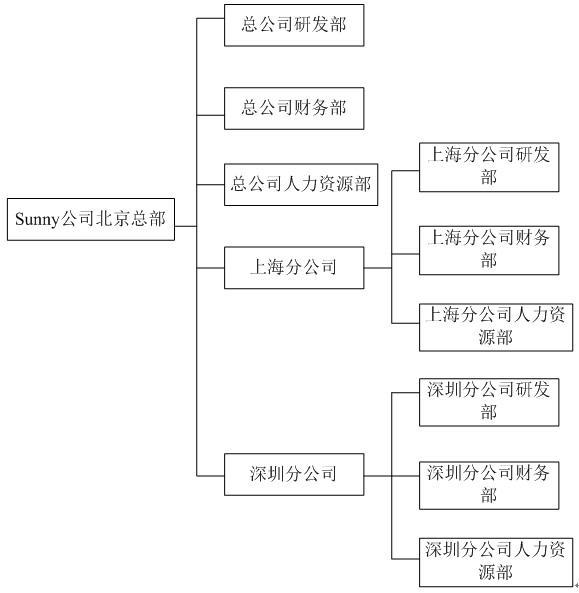 总公司研发部
总公司财务部
总公司人力资源部
Sunny公司北京总部
上海分公司
上海分公司研发
部
上海分公司财务
部
上海分公司人力资
源部
深圳分公司
深圳分公司研发
部
深圳分公司财务
部
深圳分公司人力资
源部